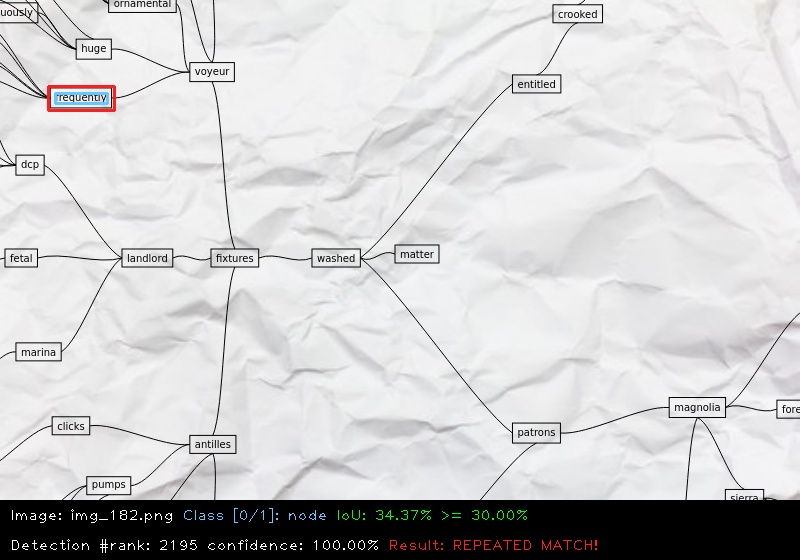 ornamental
uously
crooked
huge
voyeur
entitled
frequently
dcp
matter
fetal
landlord
fixtures
washed
marina
magnolia
fore
clicks
patrons
antilles
pumps
sierra
Image: img_182.png Class [0/1]: node IoU: 34.37% >= 30.00%
Detection #rank: 2195 confidence: 100.00% Result: REPEATED MATCH!